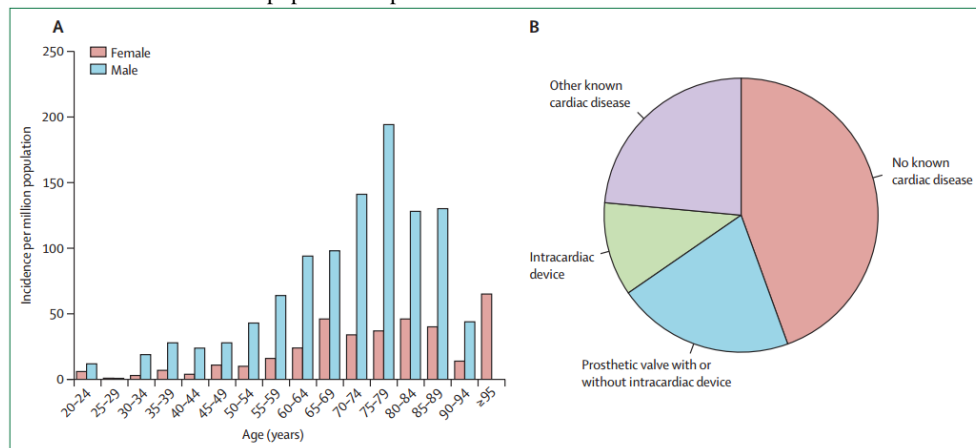 A
250
200
150
100
50
0
Incidence per million population
Female
Male
20–24
25–29
30–34
35–39
40–44
45–49
50–54
55–59
60–64
65–69
70–74
75–79
80–84
85–89
90–94
≥95
Age (years)
B
Other known
cardiac disease
No known
cardiac disease
Intracardiac
device
Prosthetic valve with or
without intracardiac device